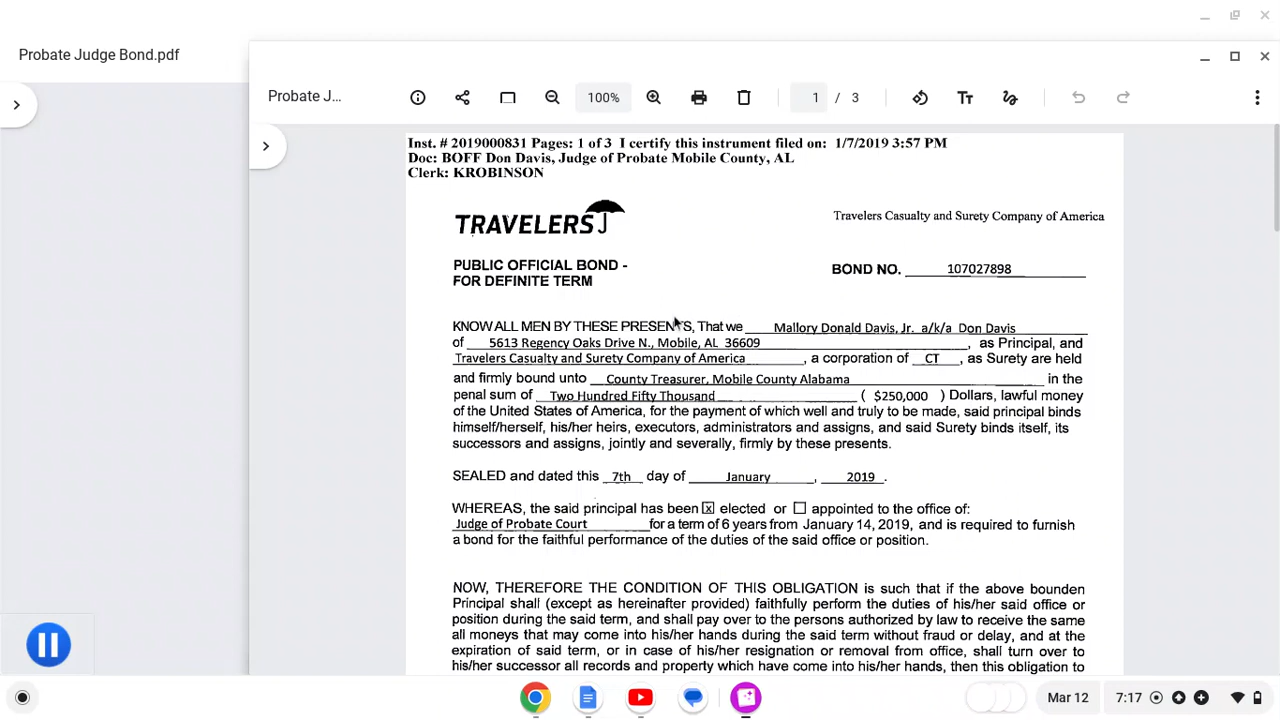 Probate Judge Bond.pdf
Probate J...
100%
1 / 3
Inst. # 2019000831 Pages: 1 of 3 I certify this instrument filed on: 1/7/2019 3:57 PM
Doc: BOFF Don Davis, Judge of Probate Mobile County, AL
Clerk: KROBINSON
TRAVELERS
Travelers Casualty and Surety Company of America
PUBLIC OFFICIAL BOND -
FOR DEFINITE TERM
BOND NO. 107027898
KNOW ALL MEN BY THESE PRESENTS, That we Mallory Donald Davis, Jr. a/k/a Don Davis
of 5613 Regency Oaks Drive N., Mobile, AL 36609 , as Principal, and
Travelers Casualty and Surety Company of America , a corporation of CT , as Surety are held
and firmly bound unto County Treasurer, Mobile County Alabama in the
penal sum of Two Hundred Fifty Thousand ( $250,000 ) Dollars, lawful money
of the United States of America, for the payment of which well and truly to be made, said principal binds
himself/herself, his/her heirs, executors, administrators and assigns, and said Surety binds itself, its
successors and assigns, jointly and severally, firmly by these presents.
SEALED and dated this 7th day of January , 2019 .
WHEREAS, the said principal has been x elected or appointed to the office of:
Judge of Probate Court for a term of 6 years from January 14, 2019, and is required to furnish
a bond for the faithful performance of the duties of the said office or position.
NOW, THEREFORE THE CONDITION OF THIS OBLIGATION is such that if the above bounden
Principal shall (except as hereinafter provided) faithfully perform the duties of his/her said office or
position during the said term, and shall pay over to the persons authorized by law to receive the same
all moneys that may come into his/her hands during the said term without fraud or delay, and at the
expiration of said term, or in case of his/her resignation or removal from office, shall turn over to
his/her successor all records and property which have come into his/her hands, then this obligation to
Mar 12
7:17